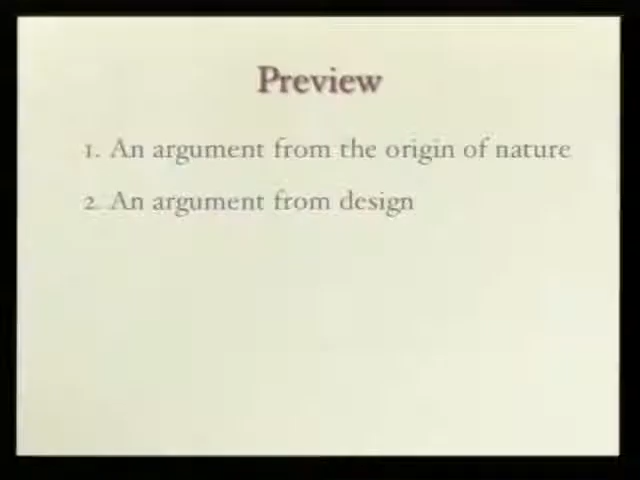 Preview
1. An argument from the origin of nature
2. An argument from design